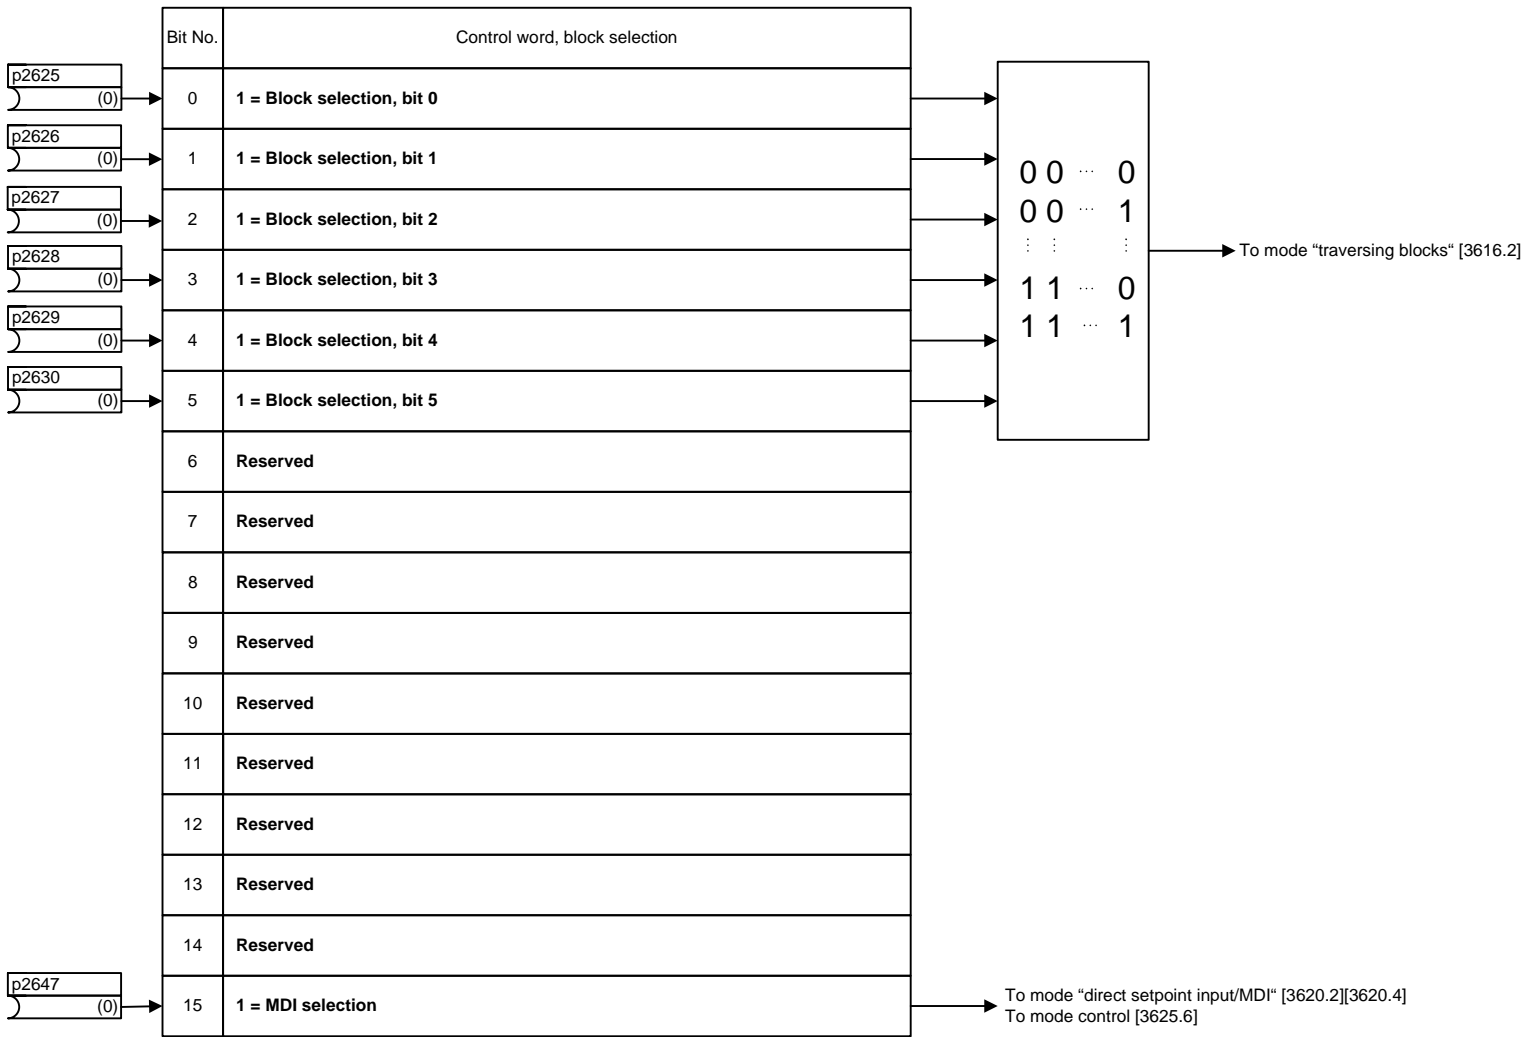 Bit No. Control word, block selection
p2625
(0) 0 1 = Block selection, bit 0
p2626
(0) 1 1 = Block selection, bit 1
p2627
(0) 2 1 = Block selection, bit 2
p2628
(0) 3 1 = Block selection, bit 3
p2629
(0) 4 1 = Block selection, bit 4
p2630
(0) 5 1 = Block selection, bit 5
0 0 ... 0
0 0 ... 1
⋮ ⋮ ⋮
1 1 ... 0
1 1 ... 1
To mode “traversing blocks“ [3616.2]
6 Reserved
7 Reserved
8 Reserved
9 Reserved
10 Reserved
11 Reserved
12 Reserved
13 Reserved
14 Reserved
p2647
(0) 15 1 = MDI selection
To mode “direct setpoint input/MDI“ [3620.2][3620.4]
To mode control [3625.6]